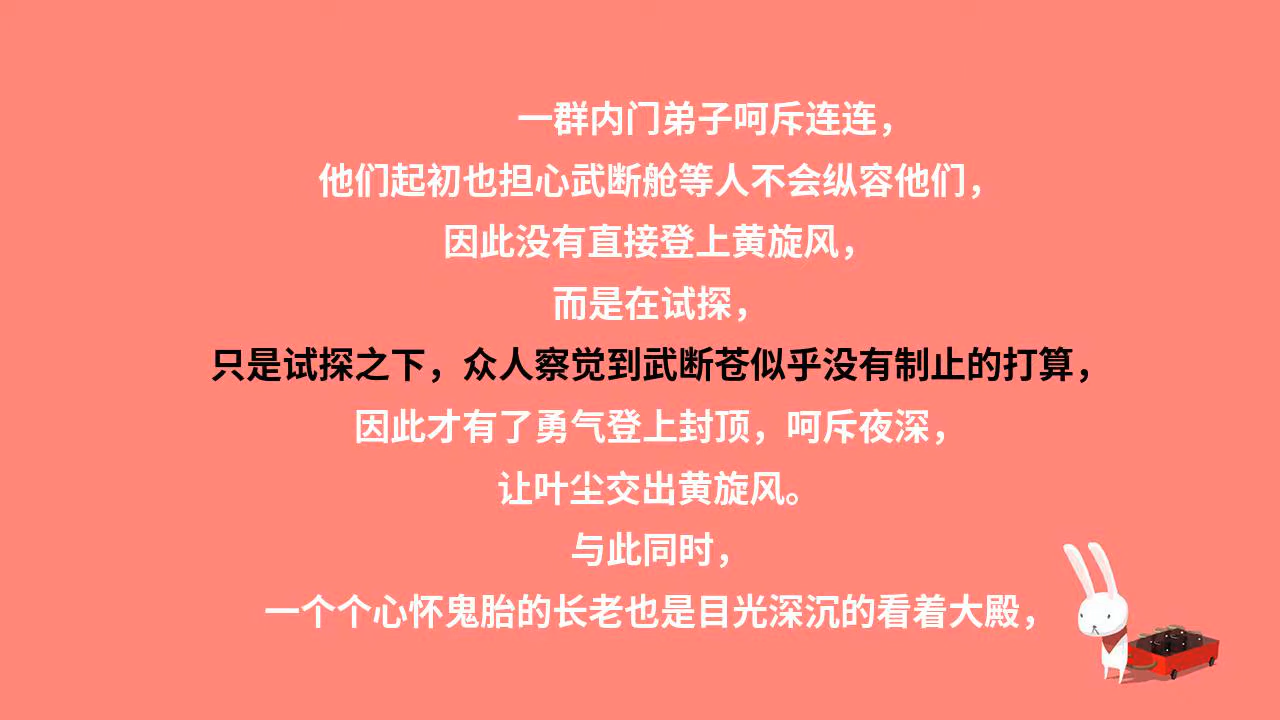 一群内门弟子呵斥连连，
他们起初也担心武断舱等人不会纵容他们，
因此没有直接登上黄旋风，
而是在试探，
只是试探之下，众人察觉到武断苍似乎没有制止的打算，
因此才有了勇气登上封顶，呵斥夜深，
让叶尘交出黄旋风。
与此同时，
一个个心怀鬼胎的长老也是目光深沉的看着大殿，